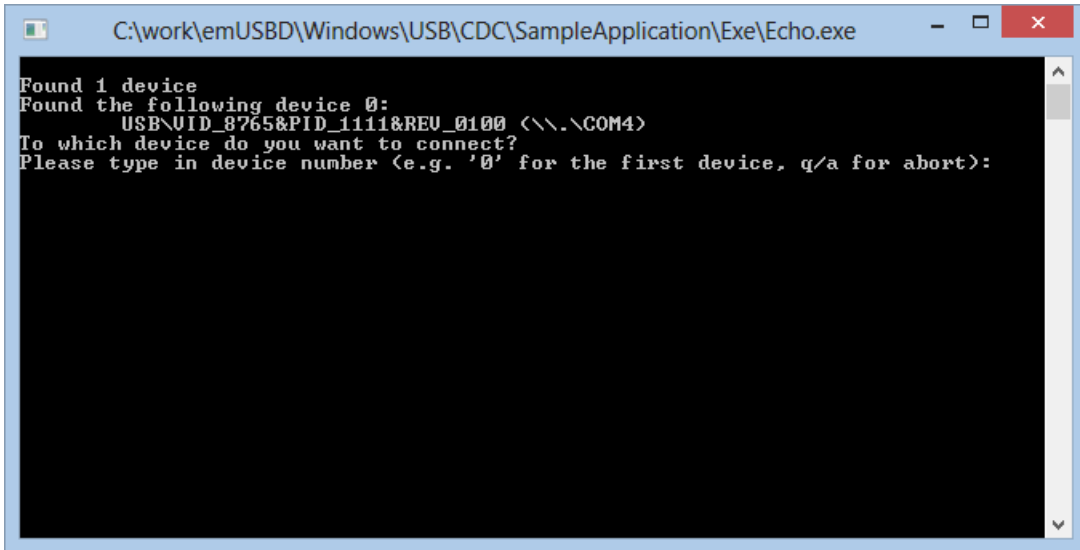 C:\work\emUSBD\Windows\USB\CDC\SampleApplication\Exe\Echo.exe
Found 1 device
Found the following device 0:
USB\VID_8765&PID_1111&REV_0100 (\\.\COM4)
To which device do you want to connect?
Please type in device number (e.g. '0' for the first device, q/a for abort):